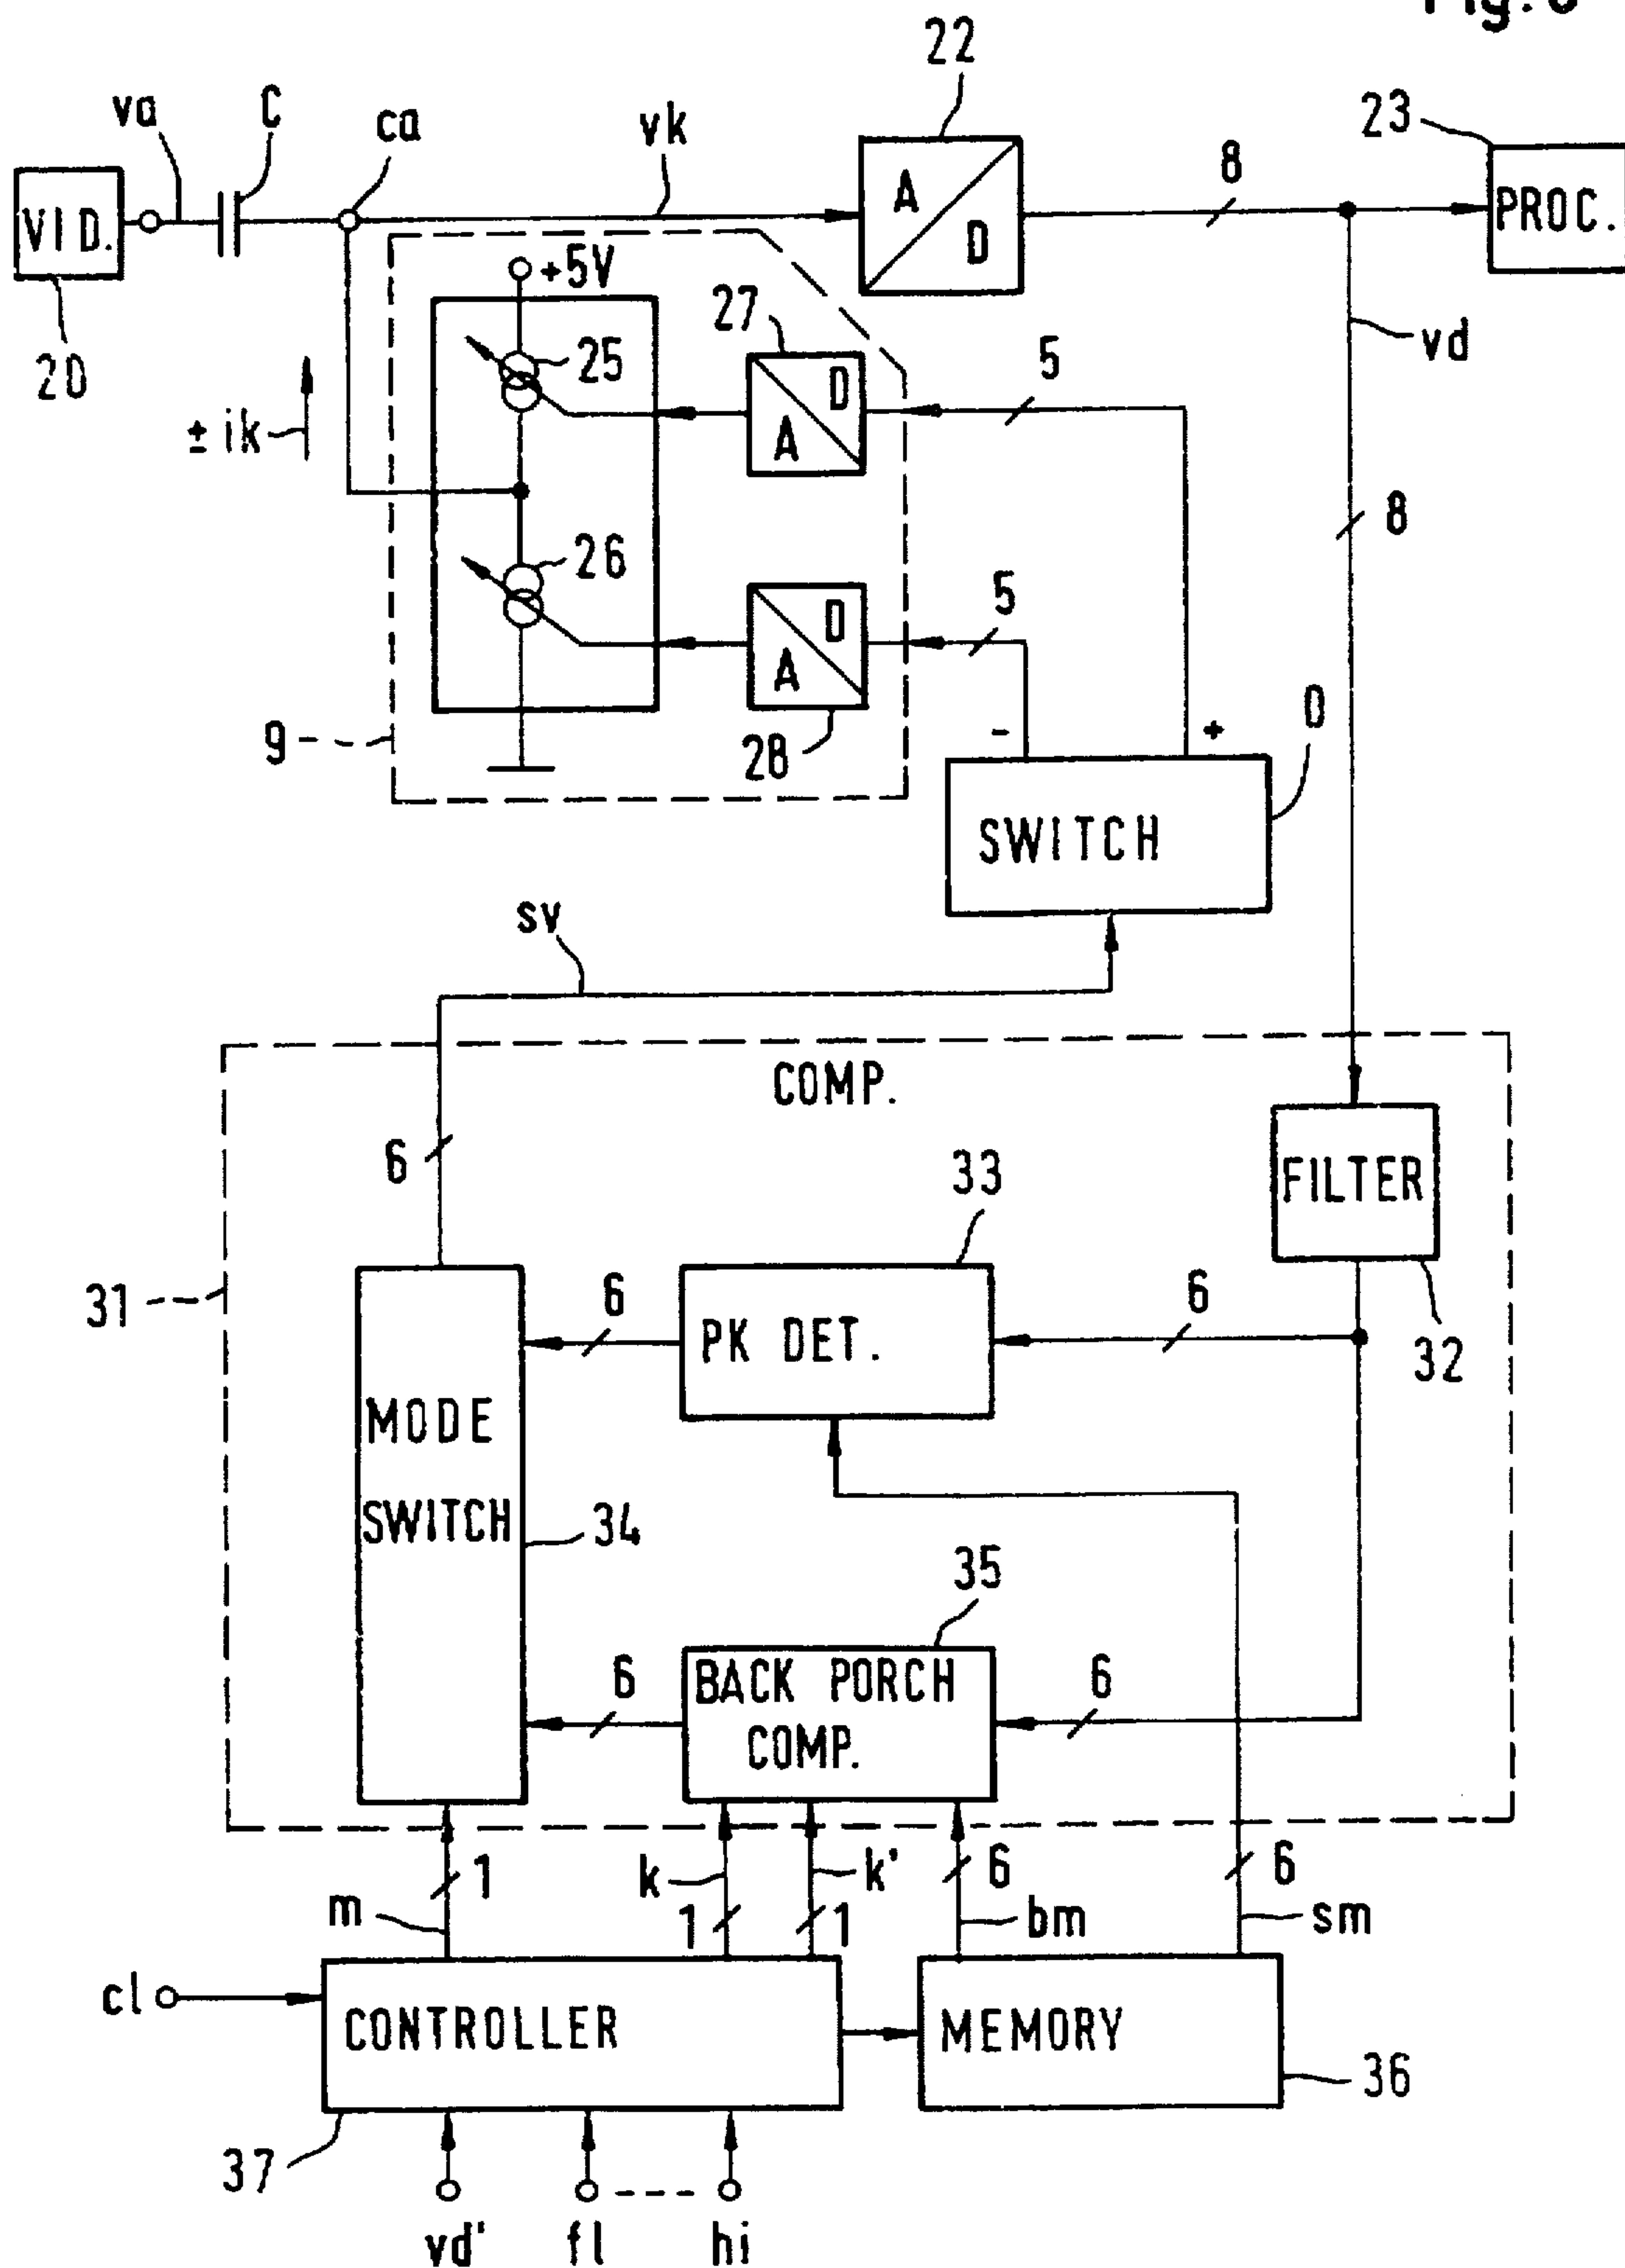 22
va
C
ca
vk
8
23
VID.
A
D
PROC.
+5V
20
25
27
D
A
5
vd
± ik
8
26
5
D
A
9
28
-
+
0
SWITCH
sv
COMP.
6
FILTER
33
31
6
PK DET.
6
32
MODE
SWITCH
34
35
6
BACK PORCH
COMP.
6
m
1
k
1
k'
1
6
bm
6
sm
cl
CONTROLLER
MEMORY
36
37
vd'
fl
hi